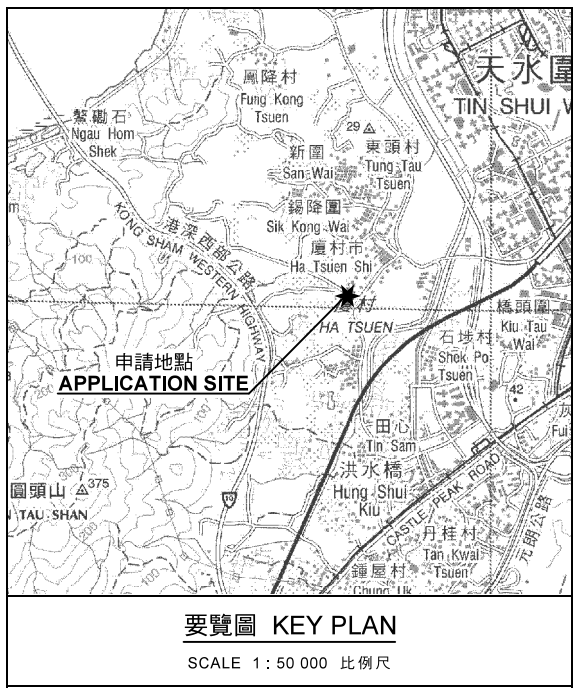 鳳降村
Fung Kong
Tsuen
天水圍
TIN SHUI W
鰲磡石
Ngau Hom
Shek
29
東頭村
Tung Tau
Tsuen
新圍
San Wai
錫降圍
Sik Kong Wai
港深西部公路
KONG SHAM WESTERN HIGHWAY
廈村市
Ha Tsuen Shi
100
廈村
HA TSUEN
橋頭圍
Kiu Tau
Wai
石埗村
Shek Po
Tsuen
申請地點
APPLICATION SITE
42
田心
Tin Sam
灰
Fui
洪水橋
Hung Shui
Kiu
圓頭山
375
N TAU SHAN
200
10
CASTLE PEAK ROAD
元朗公路
丹桂村
Tan Kwai
Tsuen
100
100
鍾屋村
Chung Uk
要覽圖 KEY PLAN
SCALE 1 : 50 000 比例尺